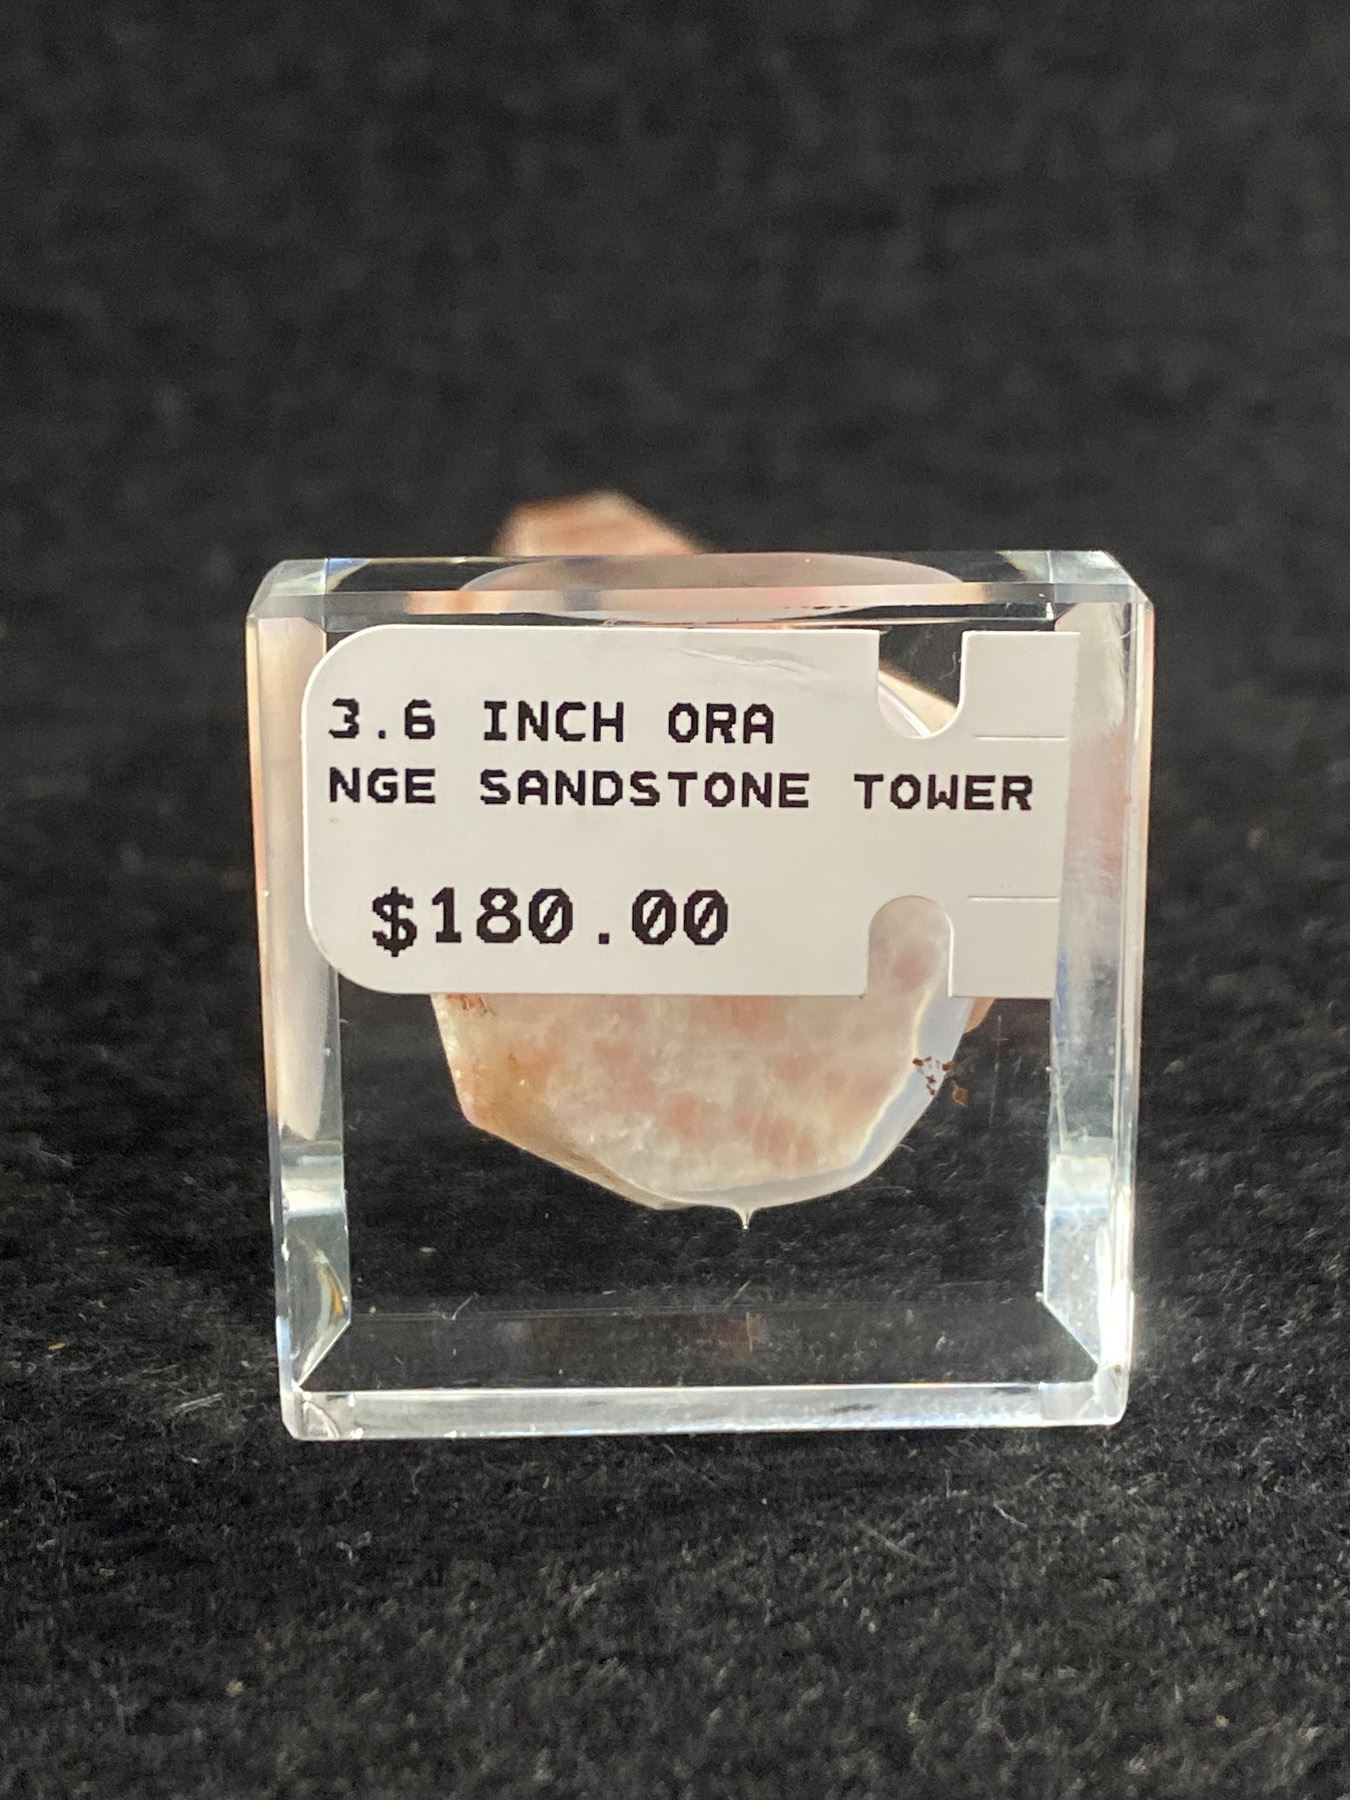 3.6 INCH ORA
NGE SANDSTONE TOWER
$180.00